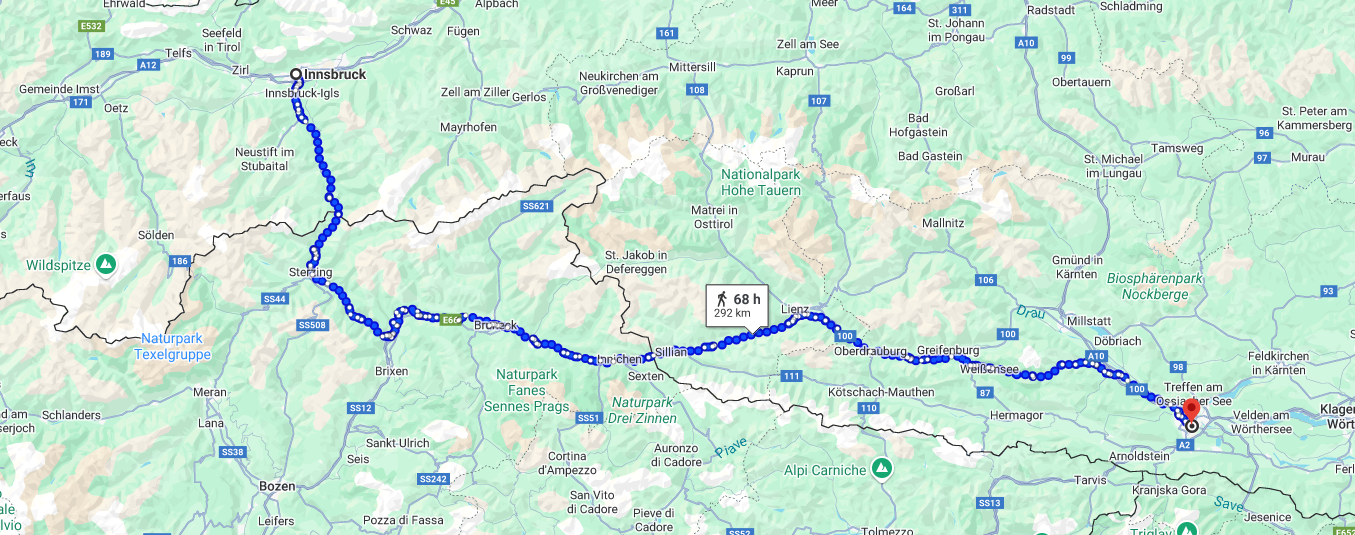 Ehrwald
E45
Alpbach
Meer
164
311
Radstadt
Schladming
E532
Seefeld
in Tirol
Schwaz
Fügen
161
St. Johann
im Pongau
A10
99
189
Telfs
A12
Zirl
Innsbruck
Zell am See
Mittersill
Kaprun
Obertauern
Gemeinde Imst
171
Oetz
Innsbruck-Igls
Neukirchen am
Großvenediger
Zell am Ziller
Gerlos
108
107
Großarl
St. Peter am
Kammersberg
Mayrhofen
Bad
Hofgastein
96
Neustift im
Stubaital
Bad Gastein
Tamsweg
97
Murau
St. Michael
im Lungau
Inn
Nationalpark
Hohe Tauern
SS621
Matrei in
Osttirol
Mallnitz
Sölden
Wildspitze
186
St. Jakob in
Defereggen
Gmünd in
Kärnten
Sterzing
106
Biosphärenpark
Nockberge
SS44
68 h
292 km
93
SS508
E66
Bruneck
Lienz
Drau
Millstatt
Naturpark
Texelgruppe
100
100
Döbriach
Innichen
Sillian
Oberdrauburg
Greifenburg
A10
98
Feldkirchen
in Kärnten
Brixen
Sexten
111
Weißensee
Meran
Naturpark
Fanes
Sennes Prags
Kötschach-Mauthen
87
100
Treffen am
Ossiacher See
Schlanders
SS12
SS51
Naturpark
Drei Zinnen
110
Hermagor
Velden am
Wörthersee
Lana
Sankt-Ulrich
A2
SS38
Seis
Auronzo
di Cadore
Piave
Arnoldstein
Cortina
d'Ampezzo
Alpi Carniche
Tarvis
Bozen
SS242
Kranjska Gora
San Vito
di Cadore
SS13
Save
Leifers
Pozza di Fassa
Pieve di
Cadore
Jesenice
SS52
Tolmezzo
Triglav